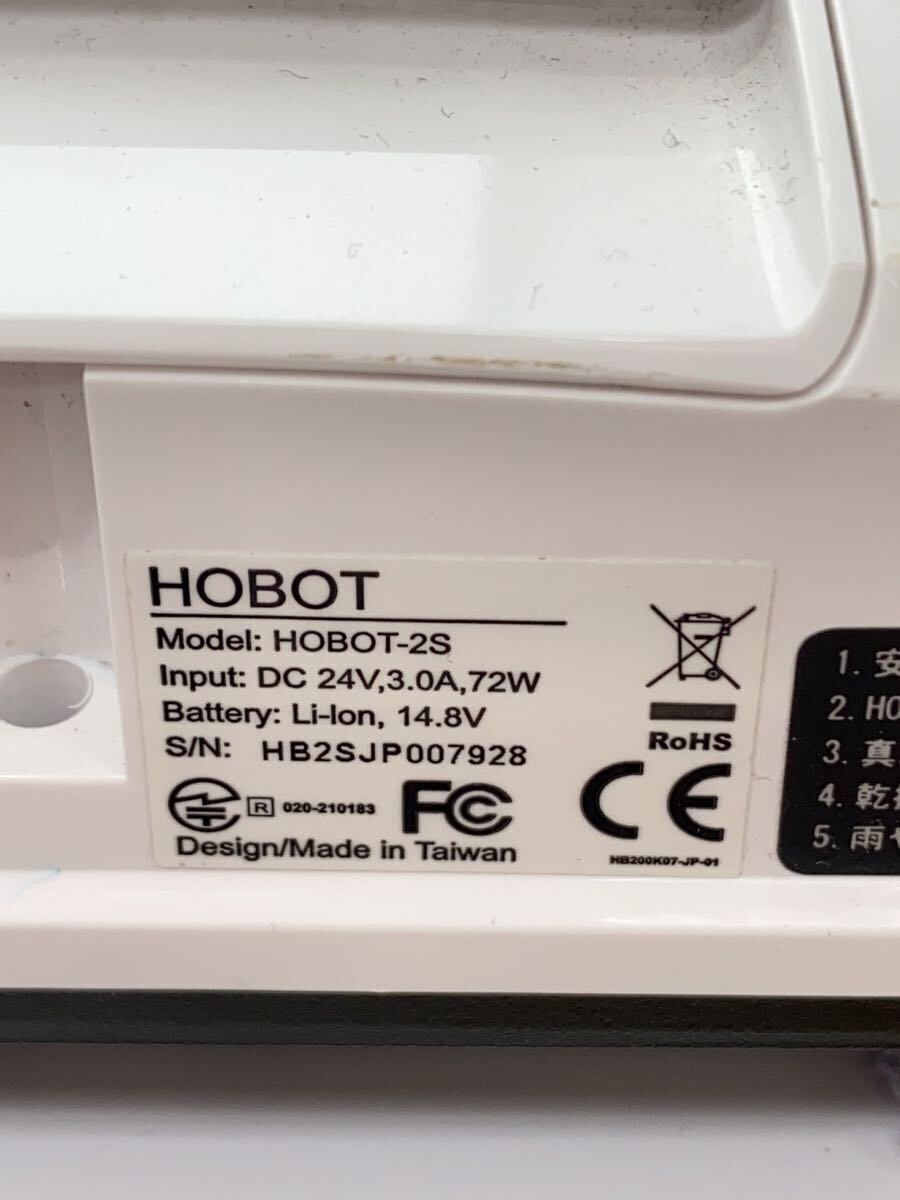 HOBOT
Model: HOBOT-2S
Input: DC 24V,3.0A,72W
Battery: Li-Ion, 14.8V
S/N: HB2SJP007928
RoHS
R 020-210183 FC CE
Design/Made in Taiwan
HB200K07-JP-01
1. 安
2. HO
3. 真
4. 乾
5. 雨